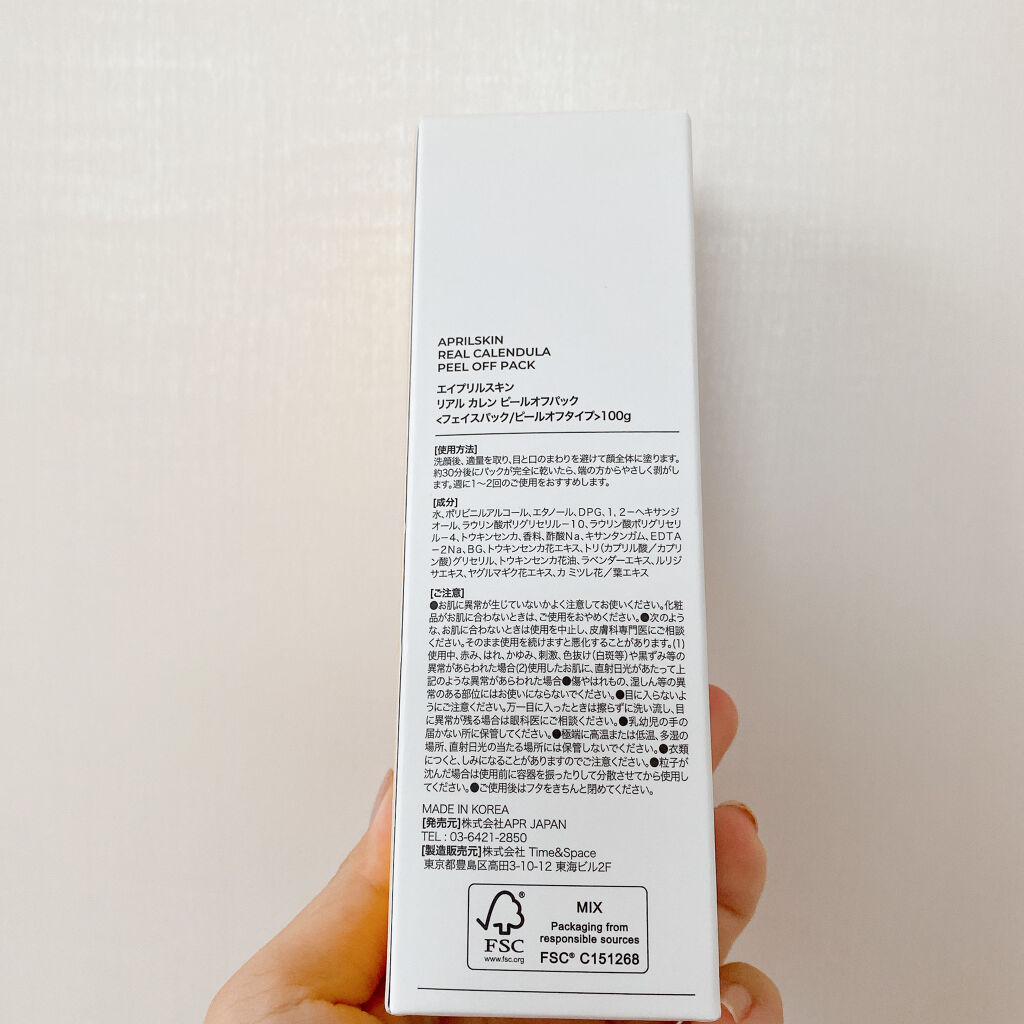 APRILSKIN
REAL CALENDULA
PEEL OFF PACK
エイプリルスキン
リアル カレン ピールオフパック
<フェイスパック/ピールオフタイプ>100g
[使用方法]
洗顔後、適量を取り、目と口のまわりを避けて顔全体に塗ります。
約30分後にパックが完全に乾いたら、端の方からやさしく剥がし
ます。週に1〜2回のご使用をおすすめします。
[成分]
水、ポリビニルアルコール、エタノール、DPG、1，2－ヘキサンジ
オール、ラウリン酸ポリグリセリル－10、ラウリン酸ポリグリセリ
ル－4、トウキンセンカ、香料、酢酸Na、キサンタンガム、EDTA
－2Na、BG、トウキンセンカ花エキス、トリ(カプリル酸／カプリ
ン酸)グリセリル、トウキンセンカ花油、ラベンダーエキス、ルリジ
サエキス、ヤグルマギク花エキス、カ ミツレ花／葉エキス
[ご注意]
●お肌に異常が生じていないかよく注意してお使いください。化粧
品がお肌に合わないときは、ご使用をおやめください。●次のよう
な、お肌に合わないときは使用を中止し、皮膚科専門医にご相談
ください。そのまま使用を続けますと悪化することがあります。(1)
使用中、赤み、はれ、かゆみ、刺激、色抜け(白斑等)や黒ずみ等の
異常があらわれた場合(2)使用したお肌に、直射日光があたって上
記のような異常があらわれた場合●傷やはれもの、湿しん等の異
常のある部位にはお使いにならないでください。●目に入らないよ
うにご注意ください。万一目に入ったときは擦らずに洗い流し、目
に異常が残る場合は眼科医にご相談ください。●乳幼児の手の
届かない所に保管してください。●極端に高温または低温、多湿の
場所、直射日光の当たる場所には保管しないでください。●衣類
につくと、しみになることがありますのでご注意ください。●粒子が
沈んだ場合は使用前に容器を振ったりして分散させてから使用し
てください。●ご使用後はフタをきちんと閉めてください。
MADE IN KOREA
[発売元]株式会社APR JAPAN
TEL : 03-6421-2850
[製造販売元]株式会社 Time&Space
東京都豊島区高田3-10-12 東海ビル2F
®
FSC
www.fsc.org
MIX
Packaging from
responsible sources
FSC® C151268